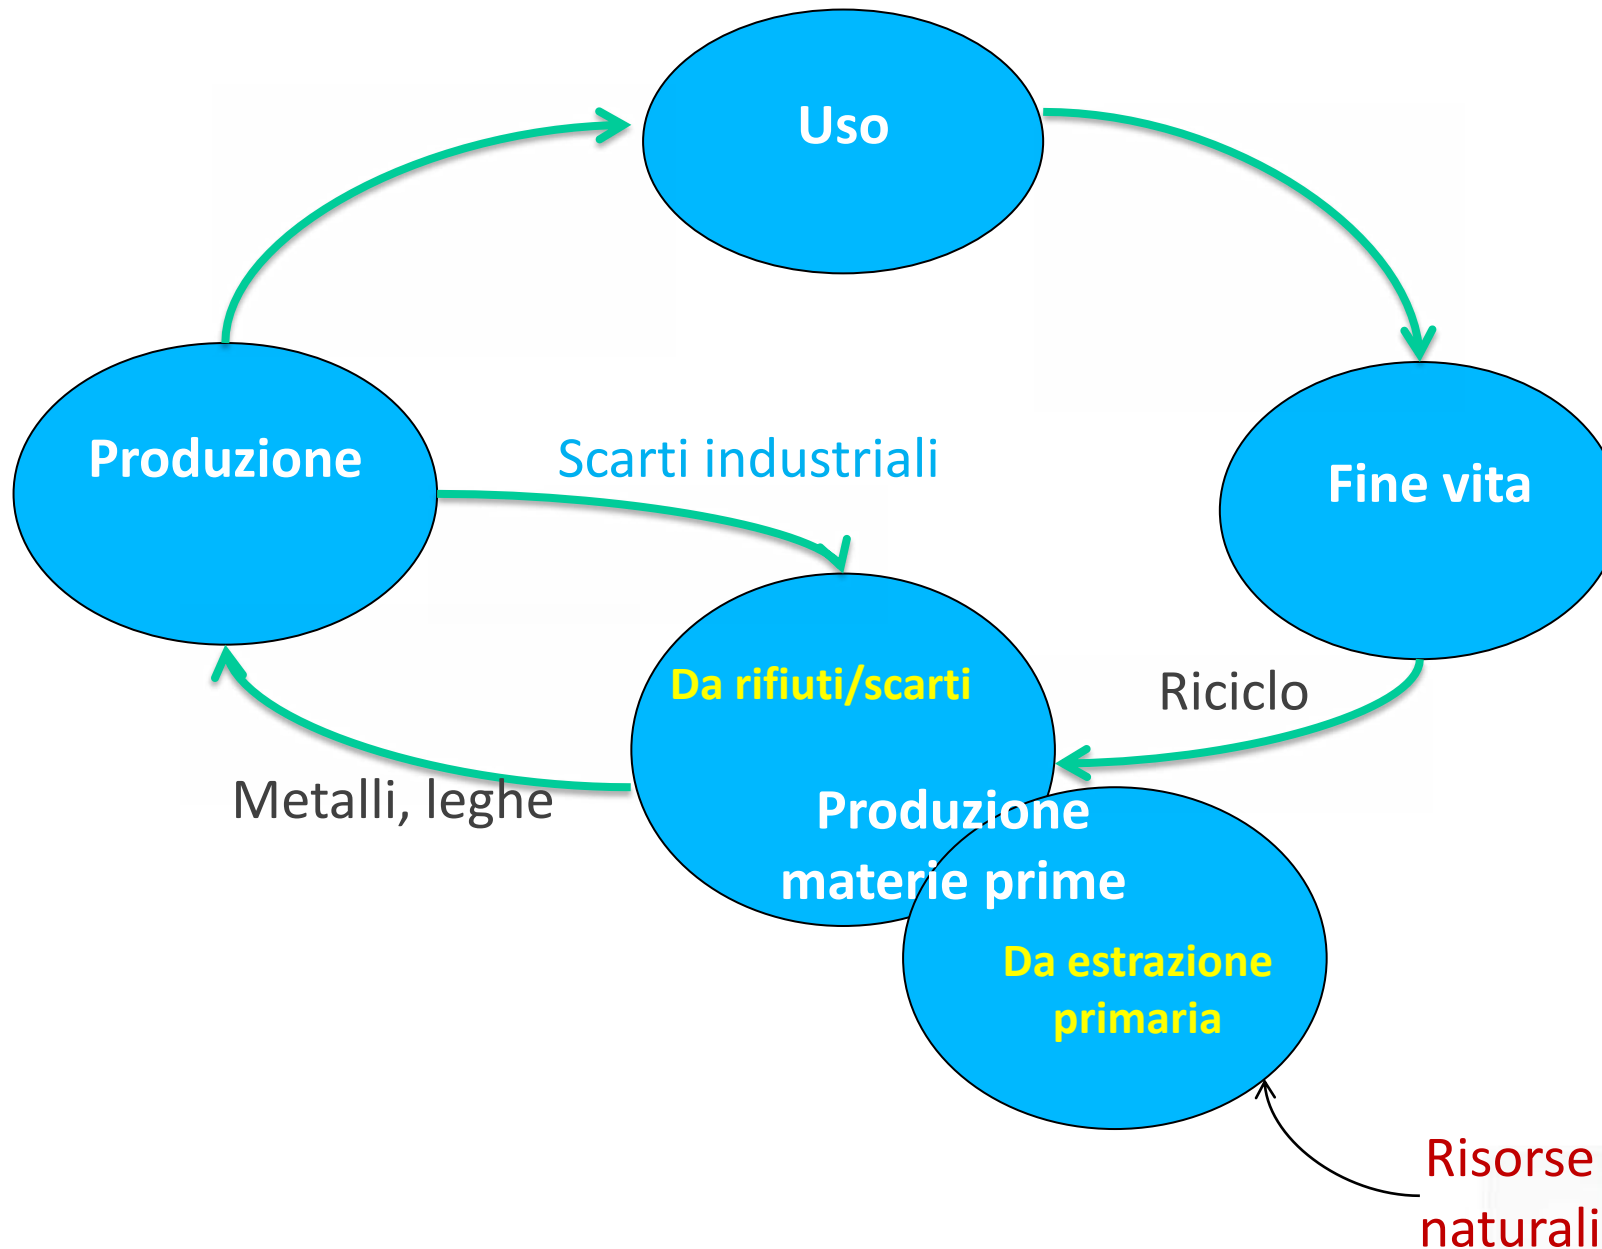 Uso
Produzione
Scarti industriali
Fine vita
Da rifiuti/scarti
Riciclo
Metalli, leghe
Produzione
materie prime
Da estrazione
primaria
Risorse
naturali